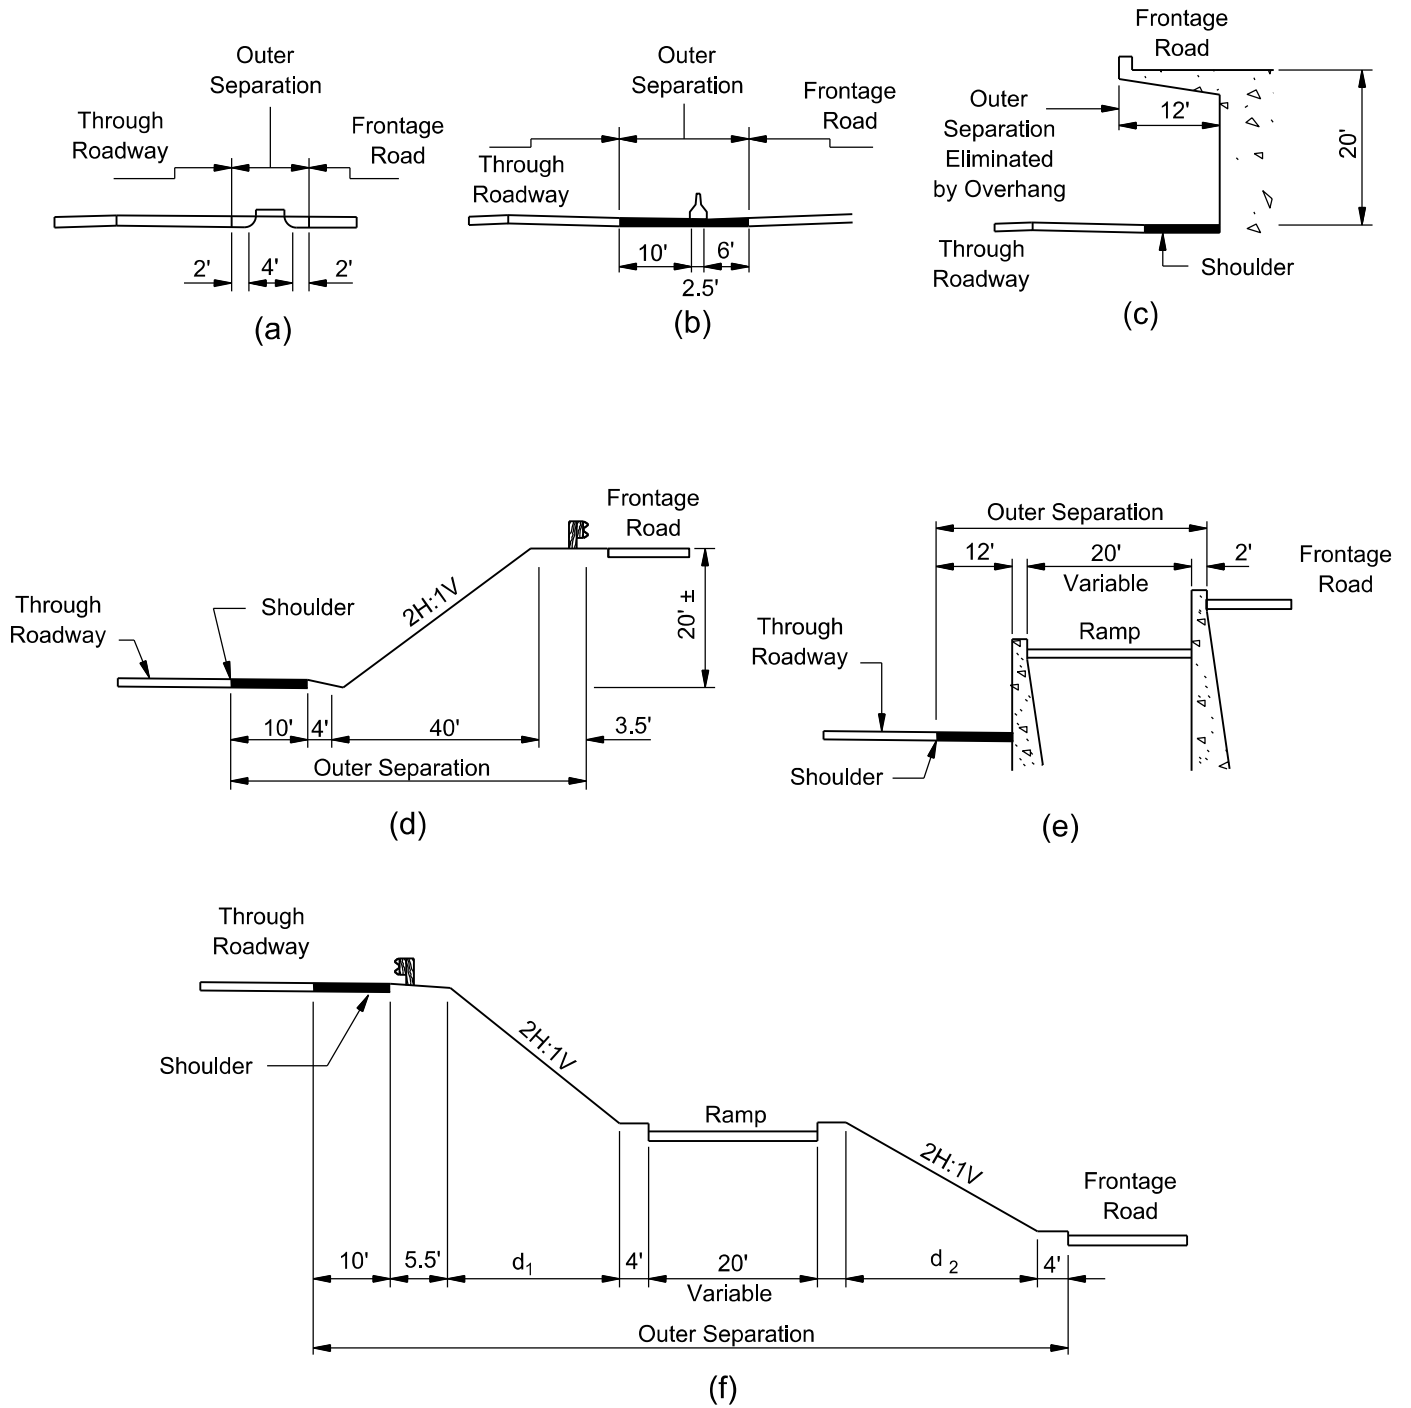 Outer
Separation
Through
Roadway
Frontage
Road
2'
4'
2'
(a)
Outer
Separation
Frontage
Road
Through
Roadway
10'
6'
2.5'
(b)
Frontage
Road
Outer
Separation
Eliminated
by Overhang
12'
20'
Through
Roadway
Shoulder
(c)
Frontage
Road
Through
Roadway
Shoulder
2H:1V
20' ±
10'
4'
40'
3.5'
Outer Separation
(d)
Outer Separation
12'
20'
Variable
2'
Frontage
Road
Ramp
Through
Roadway
Shoulder
(e)
Through
Roadway
Shoulder
2H:1V
Ramp
2H:1V
Frontage
Road
10'
5.5'
d1
4'
20'
Variable
d 2
4'
Outer Separation
(f)